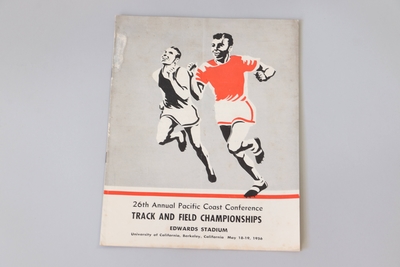 26th Annual Pacific Coast Conference
TRACK AND FIELD CHAMPIONSHIPS
EDWARDS STADIUM
University of California, Berkeley, California May 18-19, 1956